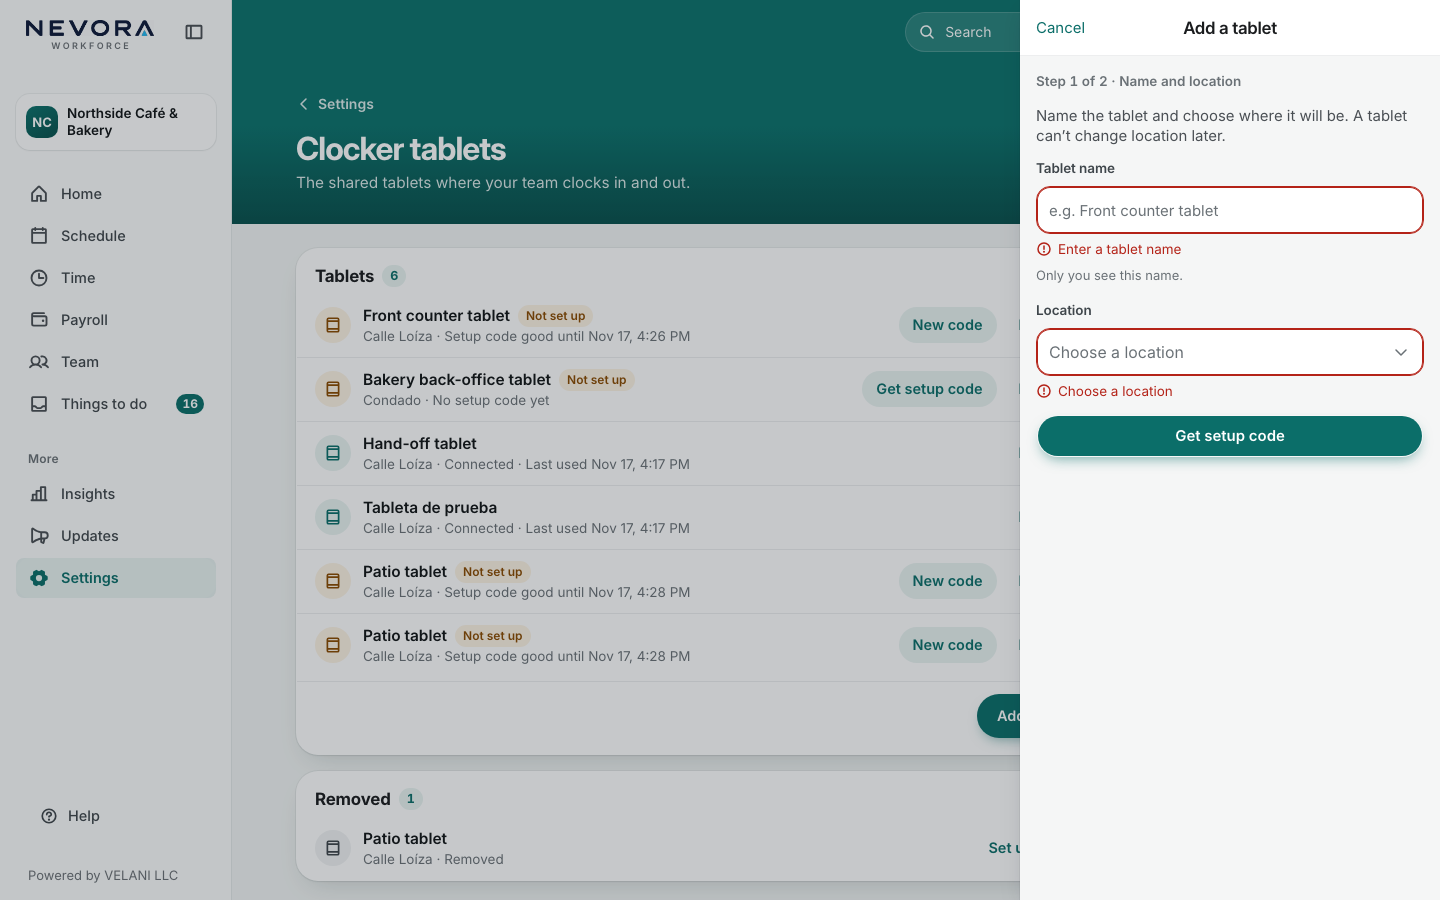 NEVORA
WORKFORCE
NC
Northside Café &
Bakery
Home
Schedule
Time
Payroll
Team
Things to do 16
More
Insights
Updates
Settings
Help
Powered by VELANI LLC
Search
Settings
Clocker tablets
The shared tablets where your team clocks in and out.
Tablets 6
Front counter tablet Not set up
Calle Loíza · Setup code good until Nov 17, 4:26 PM
New code
Bakery back-office tablet Not set up
Condado · No setup code yet
Get setup code
Hand-off tablet
Calle Loíza · Connected · Last used Nov 17, 4:17 PM
Tableta de prueba
Calle Loíza · Connected · Last used Nov 17, 4:17 PM
Patio tablet Not set up
Calle Loíza · Setup code good until Nov 17, 4:28 PM
New code
Patio tablet Not set up
Calle Loíza · Setup code good until Nov 17, 4:28 PM
New code
Removed 1
Patio tablet
Calle Loíza · Removed
Set
Cancel
Add a tablet
Step 1 of 2 · Name and location
Name the tablet and choose where it will be. A tablet
can’t change location later.
Tablet name
e.g. Front counter tablet
Enter a tablet name
Only you see this name.
Location
Choose a location
Choose a location
Get setup code